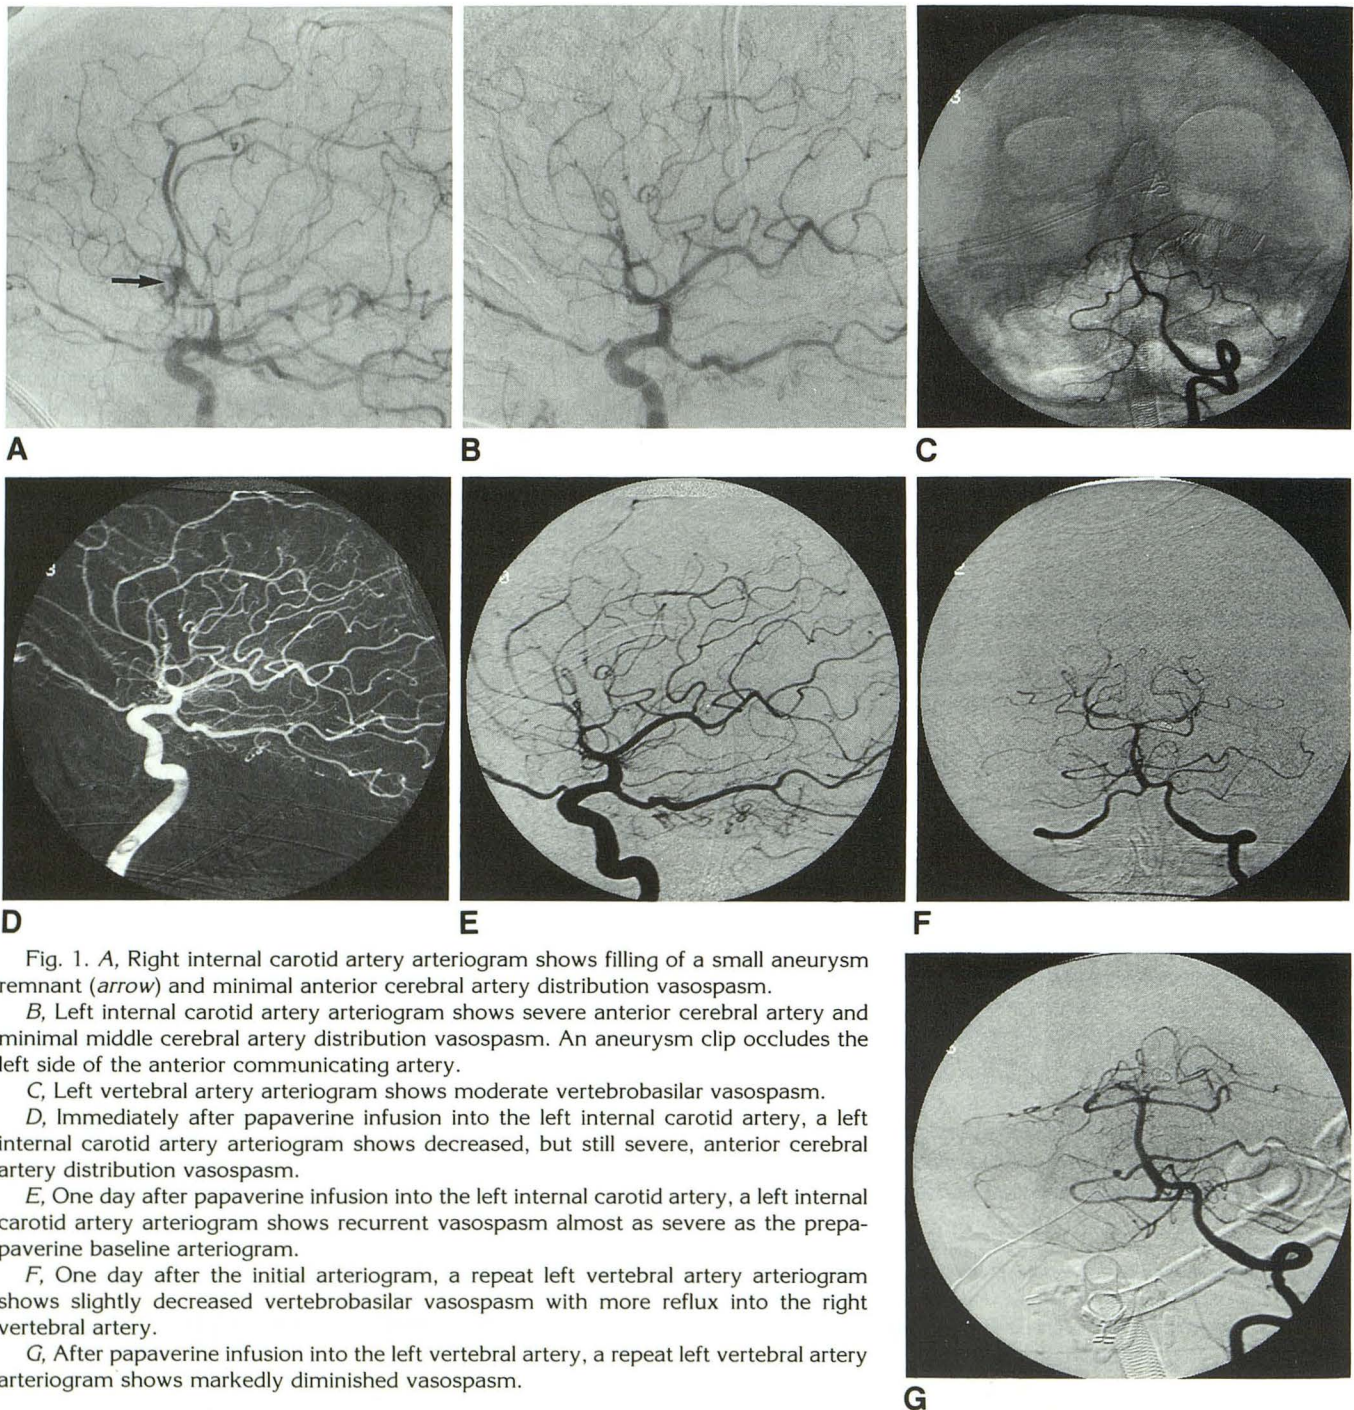 A
B
C
D
E
F
Fig. 1. A, Right internal carotid artery arteriogram shows filling of a small aneurysm
remnant (arrow) and minimal anterior cerebral artery distribution vasospasm.
B, Left internal carotid artery arteriogram shows severe anterior cerebral artery and
minimal middle cerebral artery distribution vasospasm. An aneurysm clip occludes the
left side of the anterior communicating artery.
C, Left vertebral artery arteriogram shows moderate vertebrobasilar vasospasm.
D, Immediately after papaverine infusion into the left internal carotid artery, a left
internal carotid artery arteriogram shows decreased, but still severe, anterior cerebral
artery distribution vasospasm.
E, One day after papaverine infusion into the left internal carotid artery, a left internal
carotid artery arteriogram shows recurrent vasospasm almost as severe as the prepa-
paverine baseline arteriogram.
F, One day after the initial arteriogram, a repeat left vertebral artery arteriogram
shows slightly decreased vertebrobasilar vasospasm with more reflux into the right
vertebral artery.
G, After papaverine infusion into the left vertebral artery, a repeat left vertebral artery
arteriogram shows markedly diminished vasospasm.
G